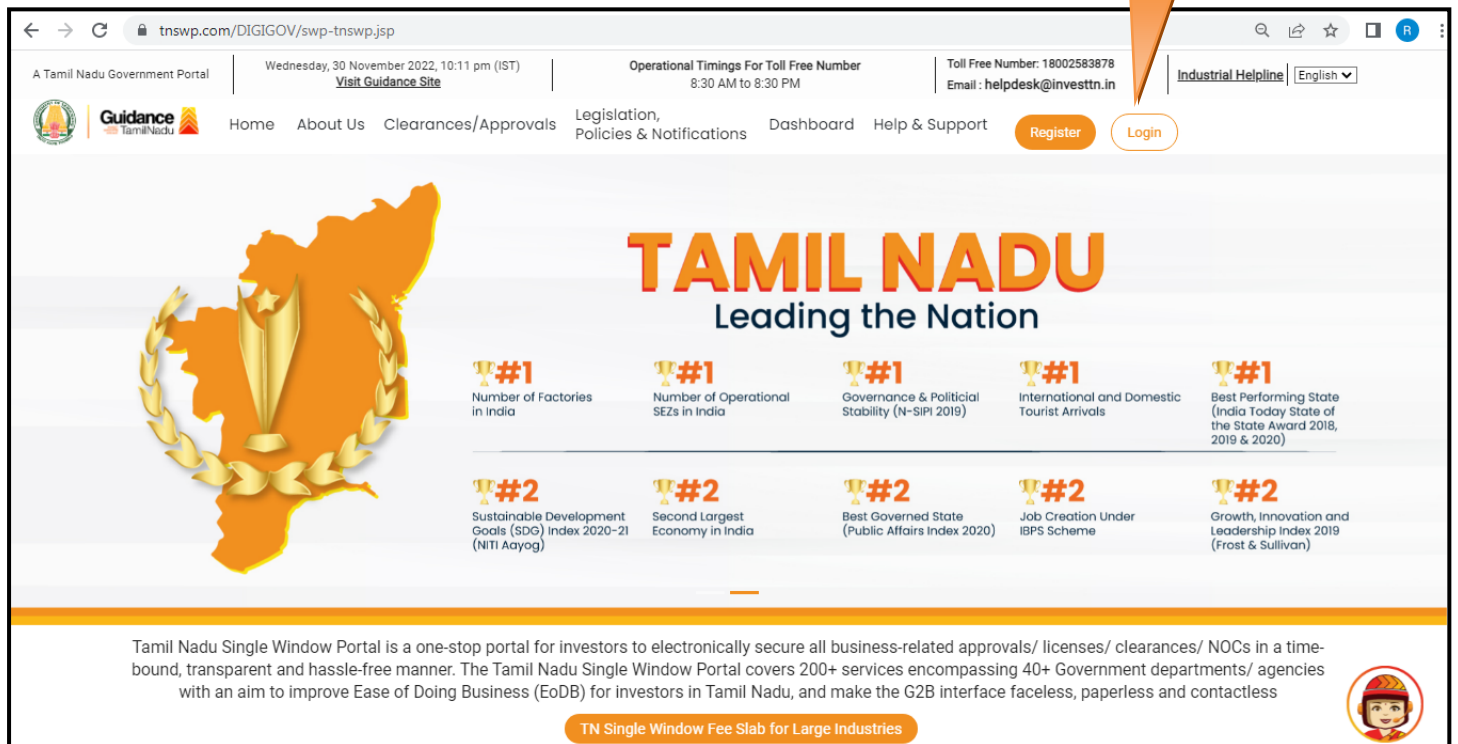 tnswp.com/DIGIGOV/swp-tnswp.jsp
R
A Tamil Nadu Government Portal
Wednesday, 30 November 2022, 10:11 pm (IST)
Visit Guidance Site
Operational Timings For Toll Free Number
8:30 AM to 8:30 PM
Toll Free Number: 18002583878
Email : helpdesk@investtn.in
Industrial Helpline
English
Guidance
TamilNadu
Home
About Us
Clearances/Approvals
Legislation,
Policies & Notifications
Dashboard
Help & Support
Register
Login
TAMIL NADU
Leading the Nation
#1
Number of Factories
in India
#1
Number of Operational
SEZs in India
#1
Governance & Politicial
Stability (N-SIPI 2019)
#1
International and Domestic
Tourist Arrivals
#1
Best Performing State
(India Today State of
the State Award 2018,
2019 & 2020)
#2
Sustainable Development
Goals (SDG) Index 2020-21
(NITI Aayog)
#2
Second Largest
Economy in India
#2
Best Governed State
(Public Affairs Index 2020)
#2
Job Creation Under
IBPS Scheme
#2
Growth, Innovation and
Leadership Index 2019
(Frost & Sullivan)
Tamil Nadu Single Window Portal is a one-stop portal for investors to electronically secure all business-related approvals/ licenses/ clearances/ NOCs in a time-
bound, transparent and hassle-free manner. The Tamil Nadu Single Window Portal covers 200+ services encompassing 40+ Government departments/ agencies
with an aim to improve Ease of Doing Business (EoDB) for investors in Tamil Nadu, and make the G2B interface faceless, paperless and contactless
TN Single Window Fee Slab for Large Industries